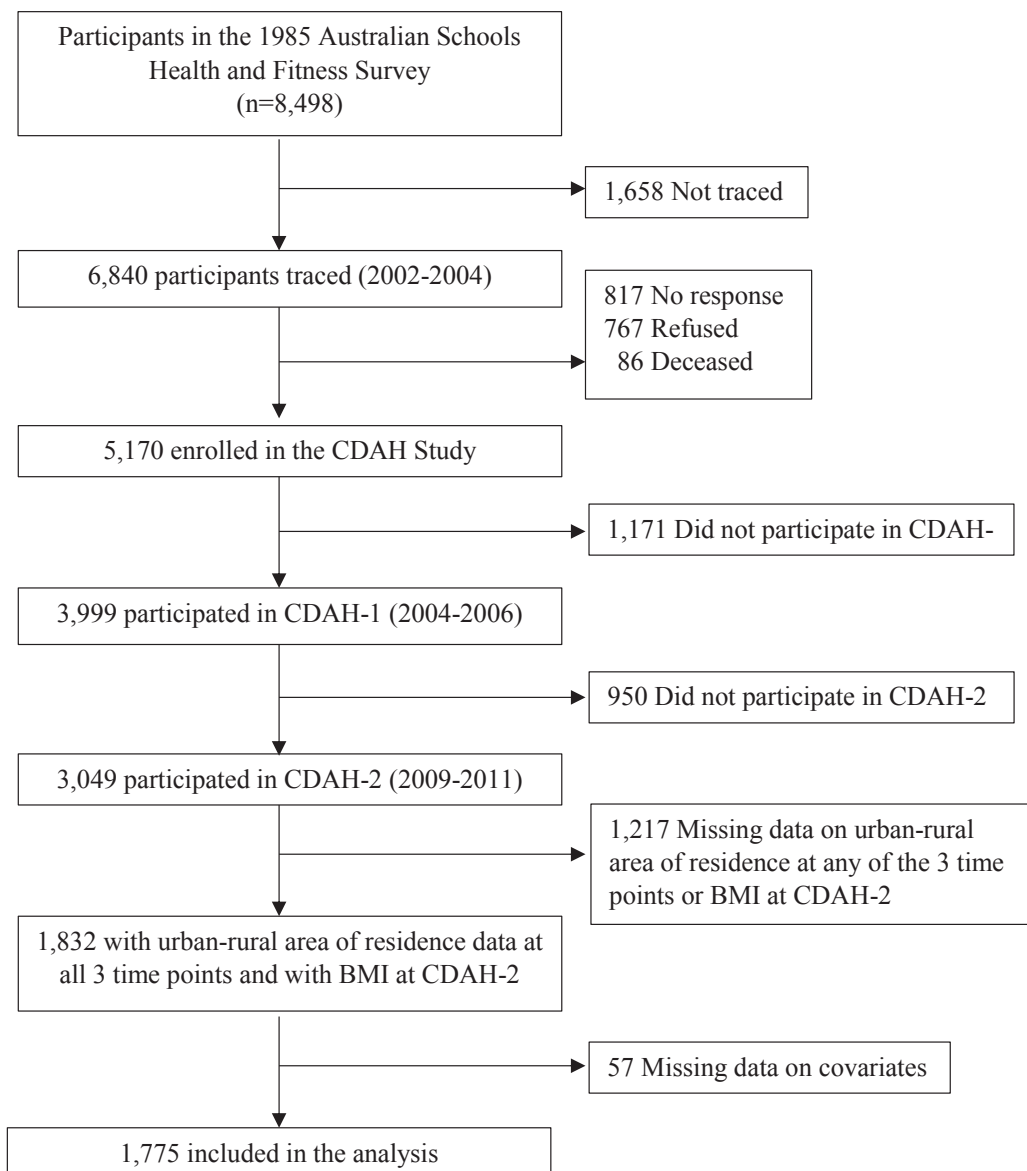 Participants in the 1985 Australian Schools
Health and Fitness Survey
(n=8,498)
1,658 Not traced
6,840 participants traced (2002-2004)
817 No response
767 Refused
86 Deceased
5,170 enrolled in the CDAH Study
1,171 Did not participate in CDAH-
3,999 participated in CDAH-1 (2004-2006)
950 Did not participate in CDAH-2
3,049 participated in CDAH-2 (2009-2011)
1,217 Missing data on urban-rural
area of residence at any of the 3 time
points or BMI at CDAH-2
1,832 with urban-rural area of residence data at
all 3 time points and with BMI at CDAH-2
57 Missing data on covariates
1,775 included in the analysis